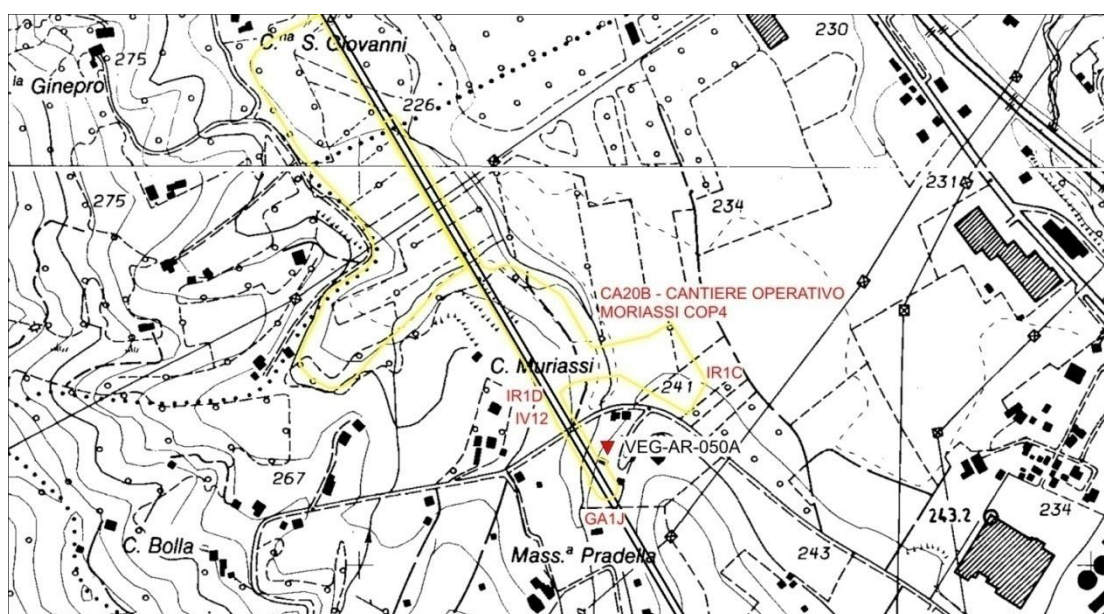 230
C.ⁿᵃ S. Giovanni
275
ˡᵃ Ginepro
226
231
275
234
CA20B - CANTIERE OPERATIVO
MORIASSI COP4
C. Muriassi
IR1C
241
IR1D
IV12
VEG-AR-050A
267
234
GA1J
243.2
C. Bolla
Mass.ᵃ Pradella
243